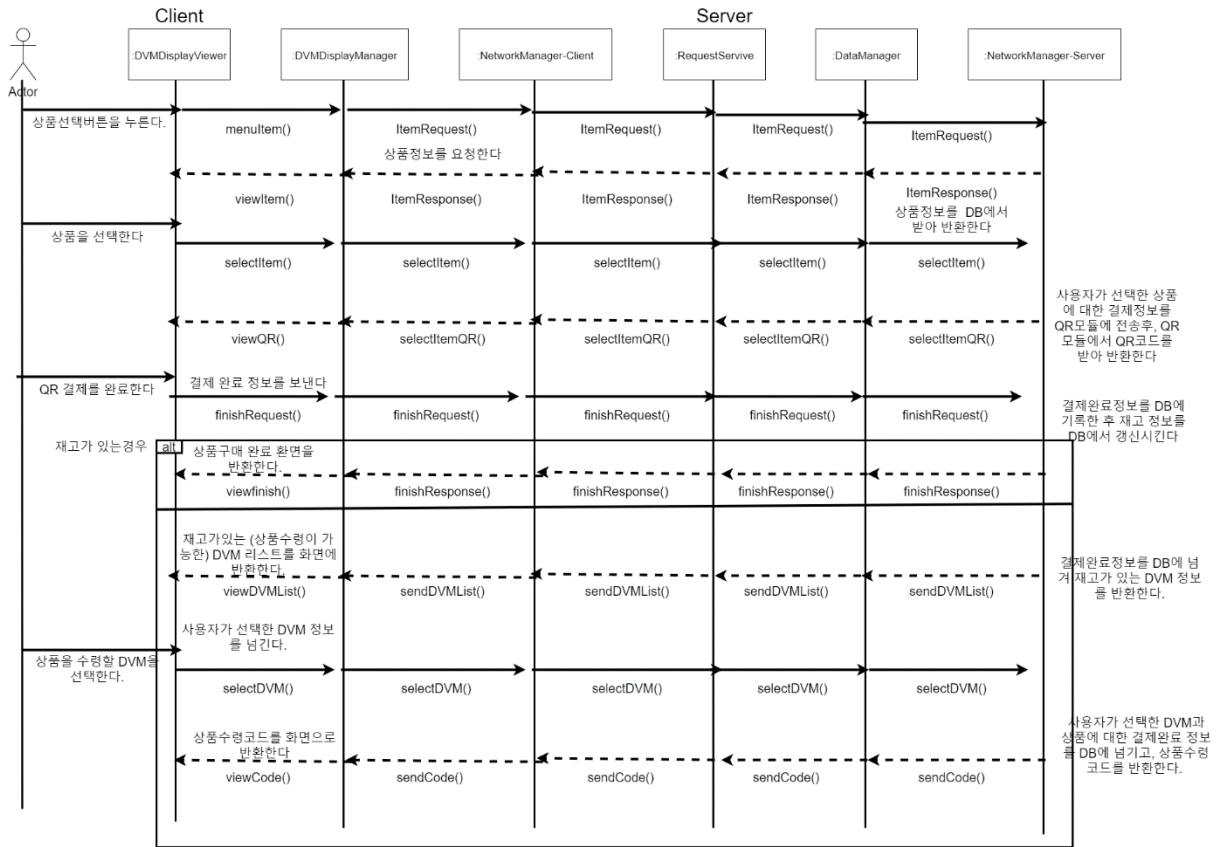 Client
Server
:DVMDisplayViewer
:DVMDisplayManager
:NetworkManager-Client
:RequestServive
:DataManager
:NetworkManager-Server
Actor
상품선택버튼을 누른다.
menuItem()
ItemRequest()
ItemRequest()
ItemRequest()
ItemRequest()
상품정보를 요청한다
viewItem()
ItemResponse()
ItemResponse()
ItemResponse()
ItemResponse()
상품정보를 DB에서
받아 반환한다
상품을 선택한다
selectItem()
selectItem()
selectItem()
selectItem()
selectItem()
사용자가 선택한 상품
에 대한 결제정보를
QR모듈에 전송후, QR
모듈에서 QR코드를
받아 반환한다
viewQR()
selectItemQR()
selectItemQR()
selectItemQR()
selectItemQR()
QR 결제를 완료한다
결제 완료 정보를 보낸다
finishRequest()
finishRequest()
finishRequest()
finishRequest()
finishRequest()
결제완료정보를 DB에
기록한 후 재고 정보를
DB에서 갱신시킨다
재고가 있는경우
alt
상품구매 완료 환면을
반환한다.
viewfinish()
finishResponse()
finishResponse()
finishResponse()
finishResponse()
재고가있는 (상품수령이 가
능한) DVM 리스트를 화면에
반환한다.
viewDVMList()
sendDVMList()
sendDVMList()
sendDVMList()
sendDVMList()
결제완료정보를 DB에 넘
겨 재고가 있는 DVM 정보
를 반환한다.
사용자가 선택한 DVM 정보
를 넘긴다.
상품을 수령할 DVM을
선택한다.
selectDVM()
selectDVM()
selectDVM()
selectDVM()
selectDVM()
사용자가 선택한 DVM과
상품에 대한 결제완료 정보
를 DB에 넘기고, 상품수령
코드를 반환한다.
상품수령코드를 화면으로
반환한다
viewCode()
sendCode()
sendCode()
sendCode()
sendCode()